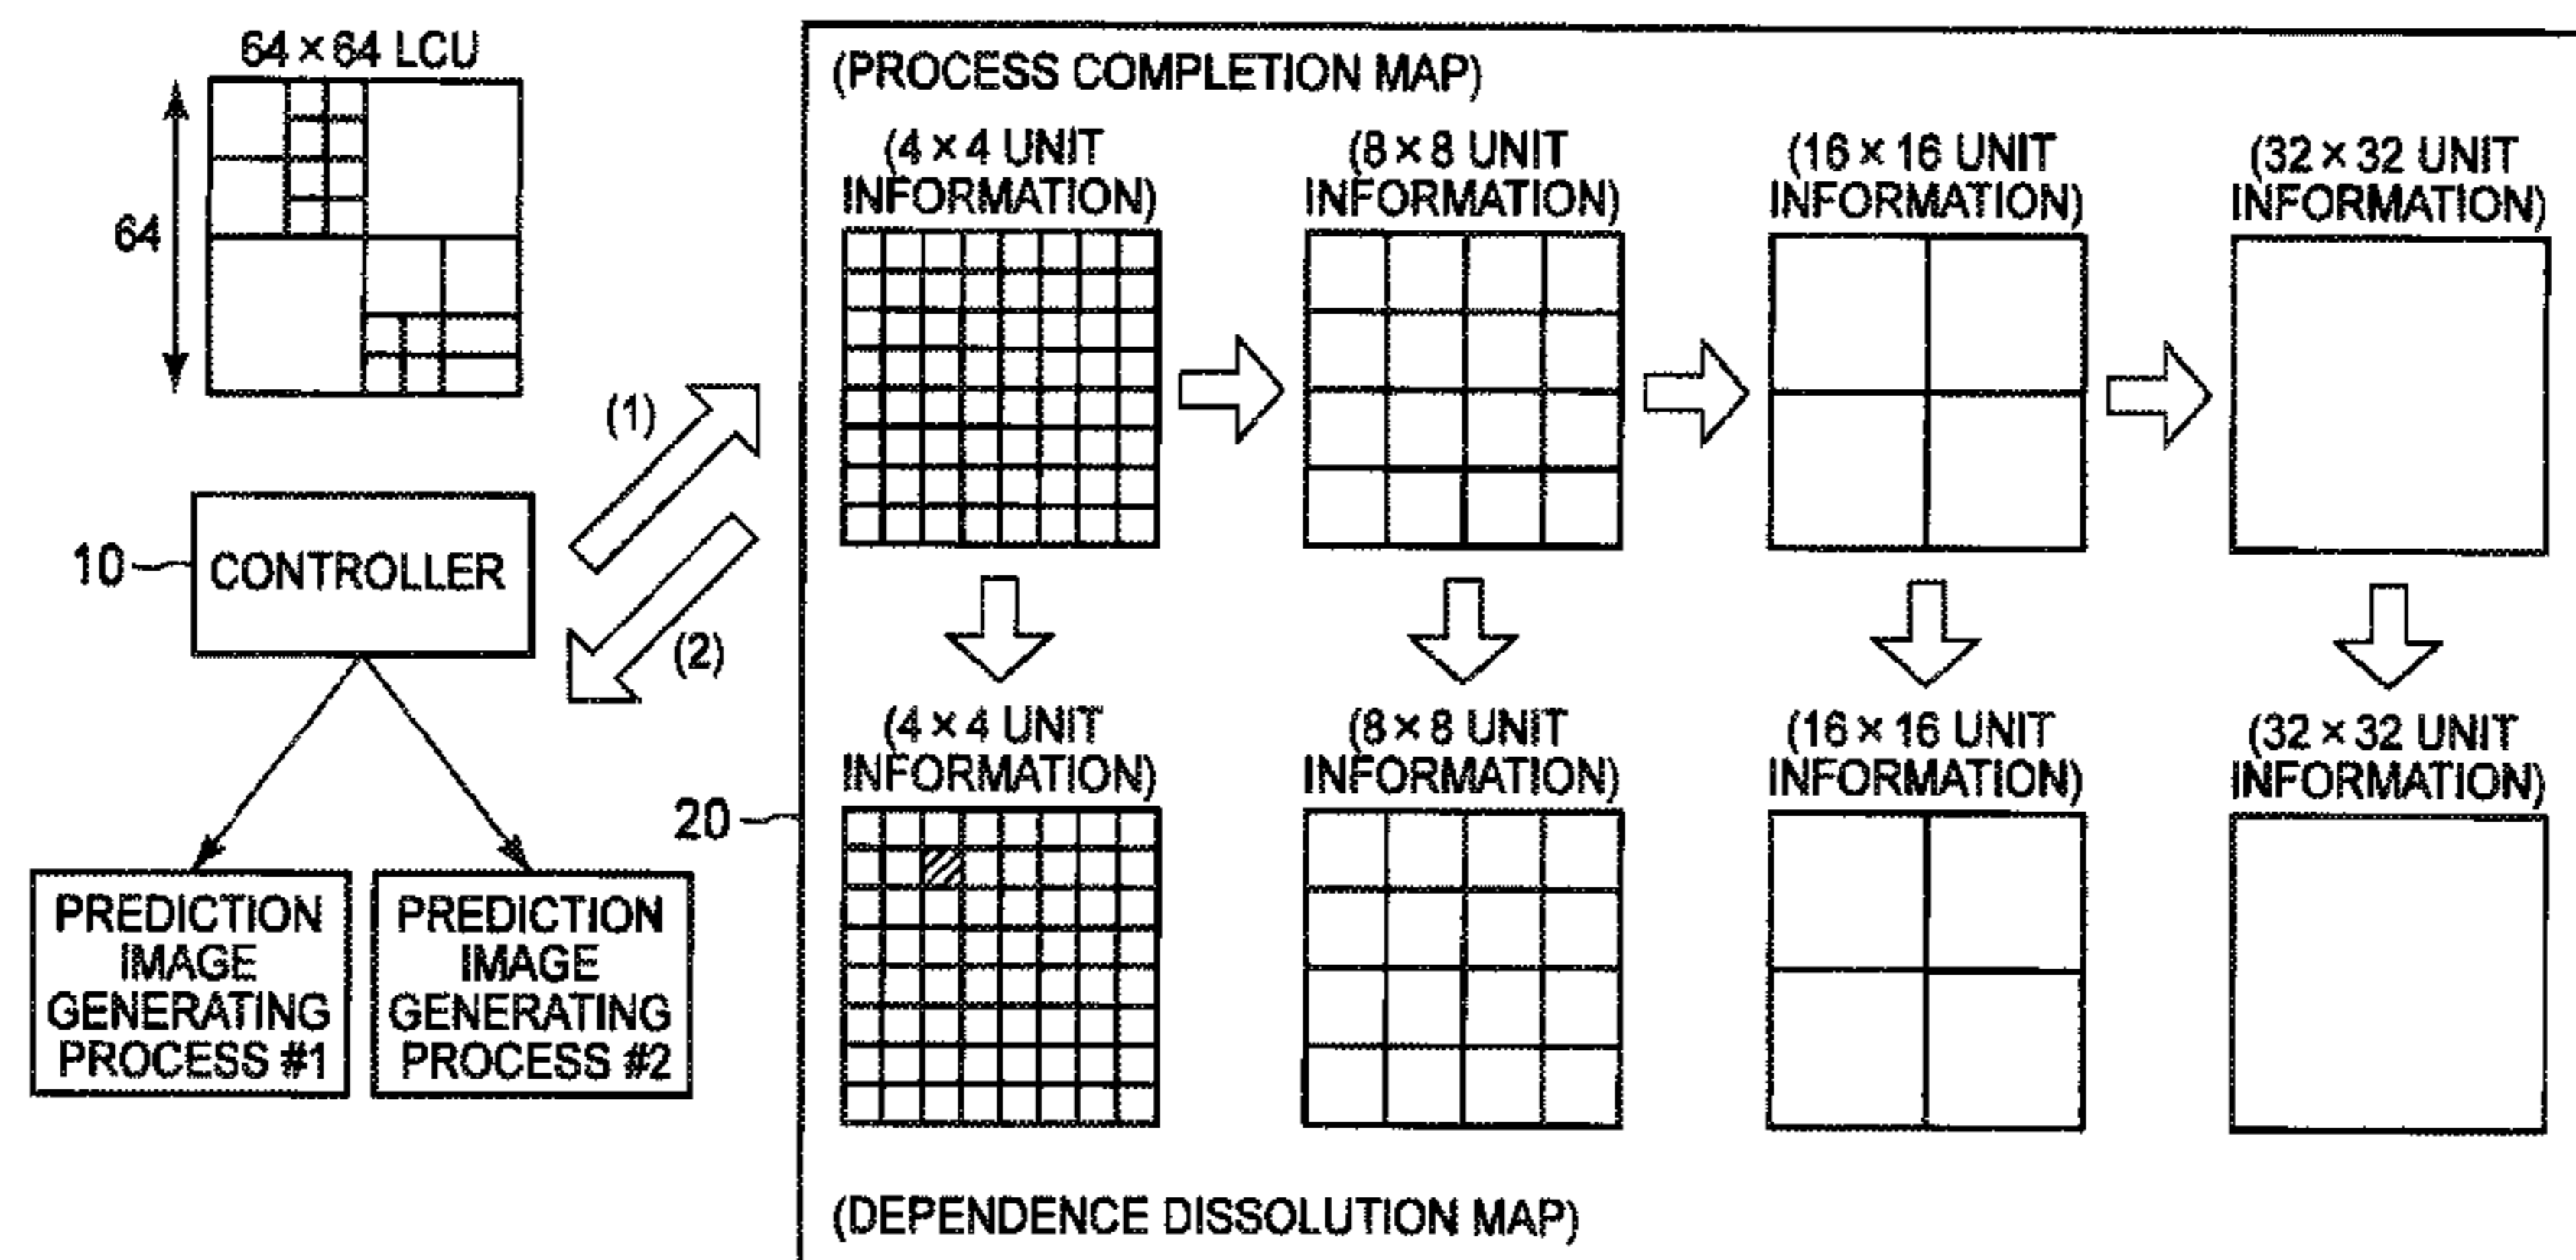 64 × 64 LCU
64
(1)
(2)
10
CONTROLLER
PREDICTION
IMAGE
GENERATING
PROCESS #1
PREDICTION
IMAGE
GENERATING
PROCESS #2
20
(PROCESS COMPLETION MAP)
(4 × 4 UNIT
INFORMATION)
(8 × 8 UNIT
INFORMATION)
(16 × 16 UNIT
INFORMATION)
(32 × 32 UNIT
INFORMATION)
(4 × 4 UNIT
INFORMATION)
(8 × 8 UNIT
INFORMATION)
(16 × 16 UNIT
INFORMATION)
(32 × 32 UNIT
INFORMATION)
(DEPENDENCE DISSOLUTION MAP)